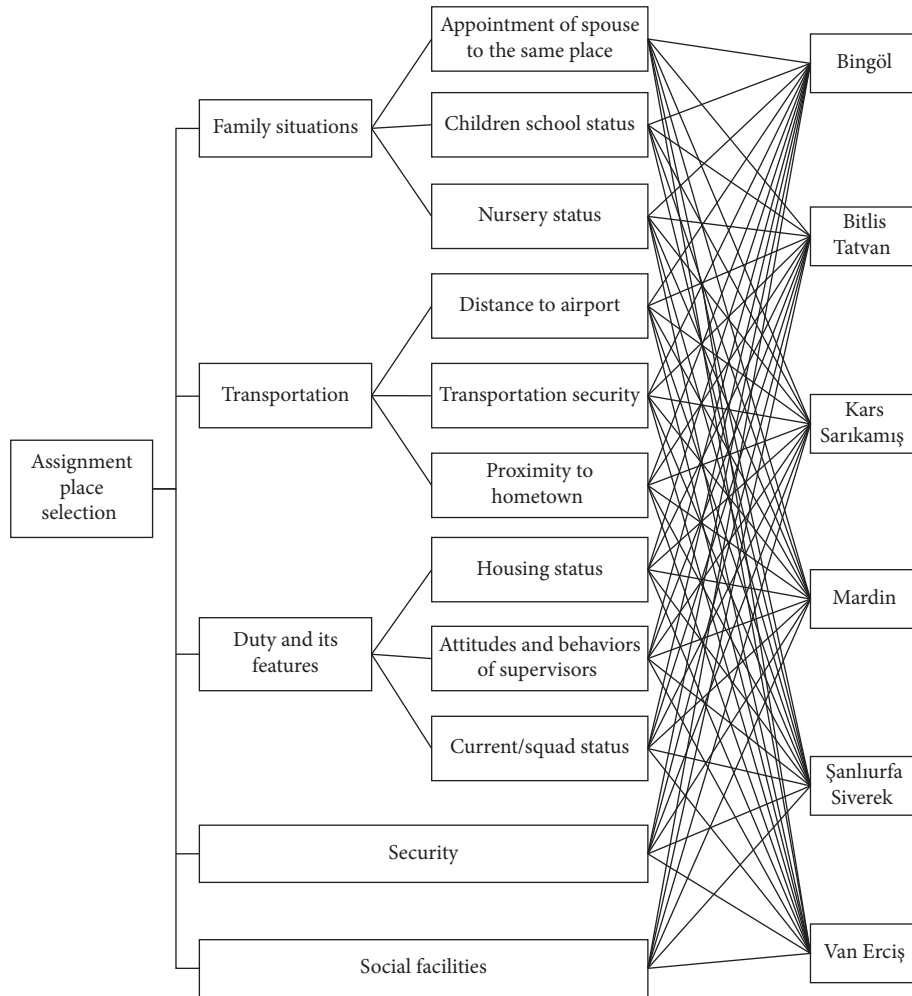 Assignment
place
selection
Family situations
Transportation
Duty and its
features
Security
Social facilities
Appointment of spouse
to the same place
Children school status
Nursery status
Distance to airport
Transportation security
Proximity to
hometown
Housing status
Attitudes and behaviors
of supervisors
Current/squad status
Bingöl
Bitlis
Tatvan
Kars
Sarıkamış
Mardin
Şanlıurfa
Siverek
Van Erciş